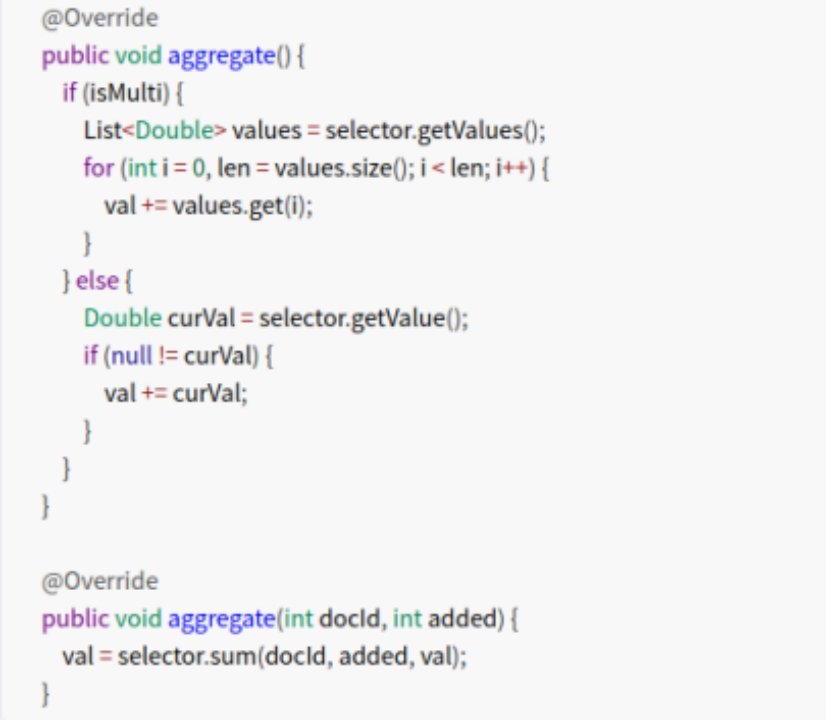 @Override
public void aggregate() {
if (isMulti) {
List<Double> values = selector.getValues();
for (int i = 0, len = values.size(); i < len; i++) {
val += values.get(i);
}
} else {
Double curVal = selector.getValue();
if (null != curVal) {
val += curVal;
}
}
}
@Override
public void aggregate(int docId, int added) {
val = selector.sum(docId, added, val);
}